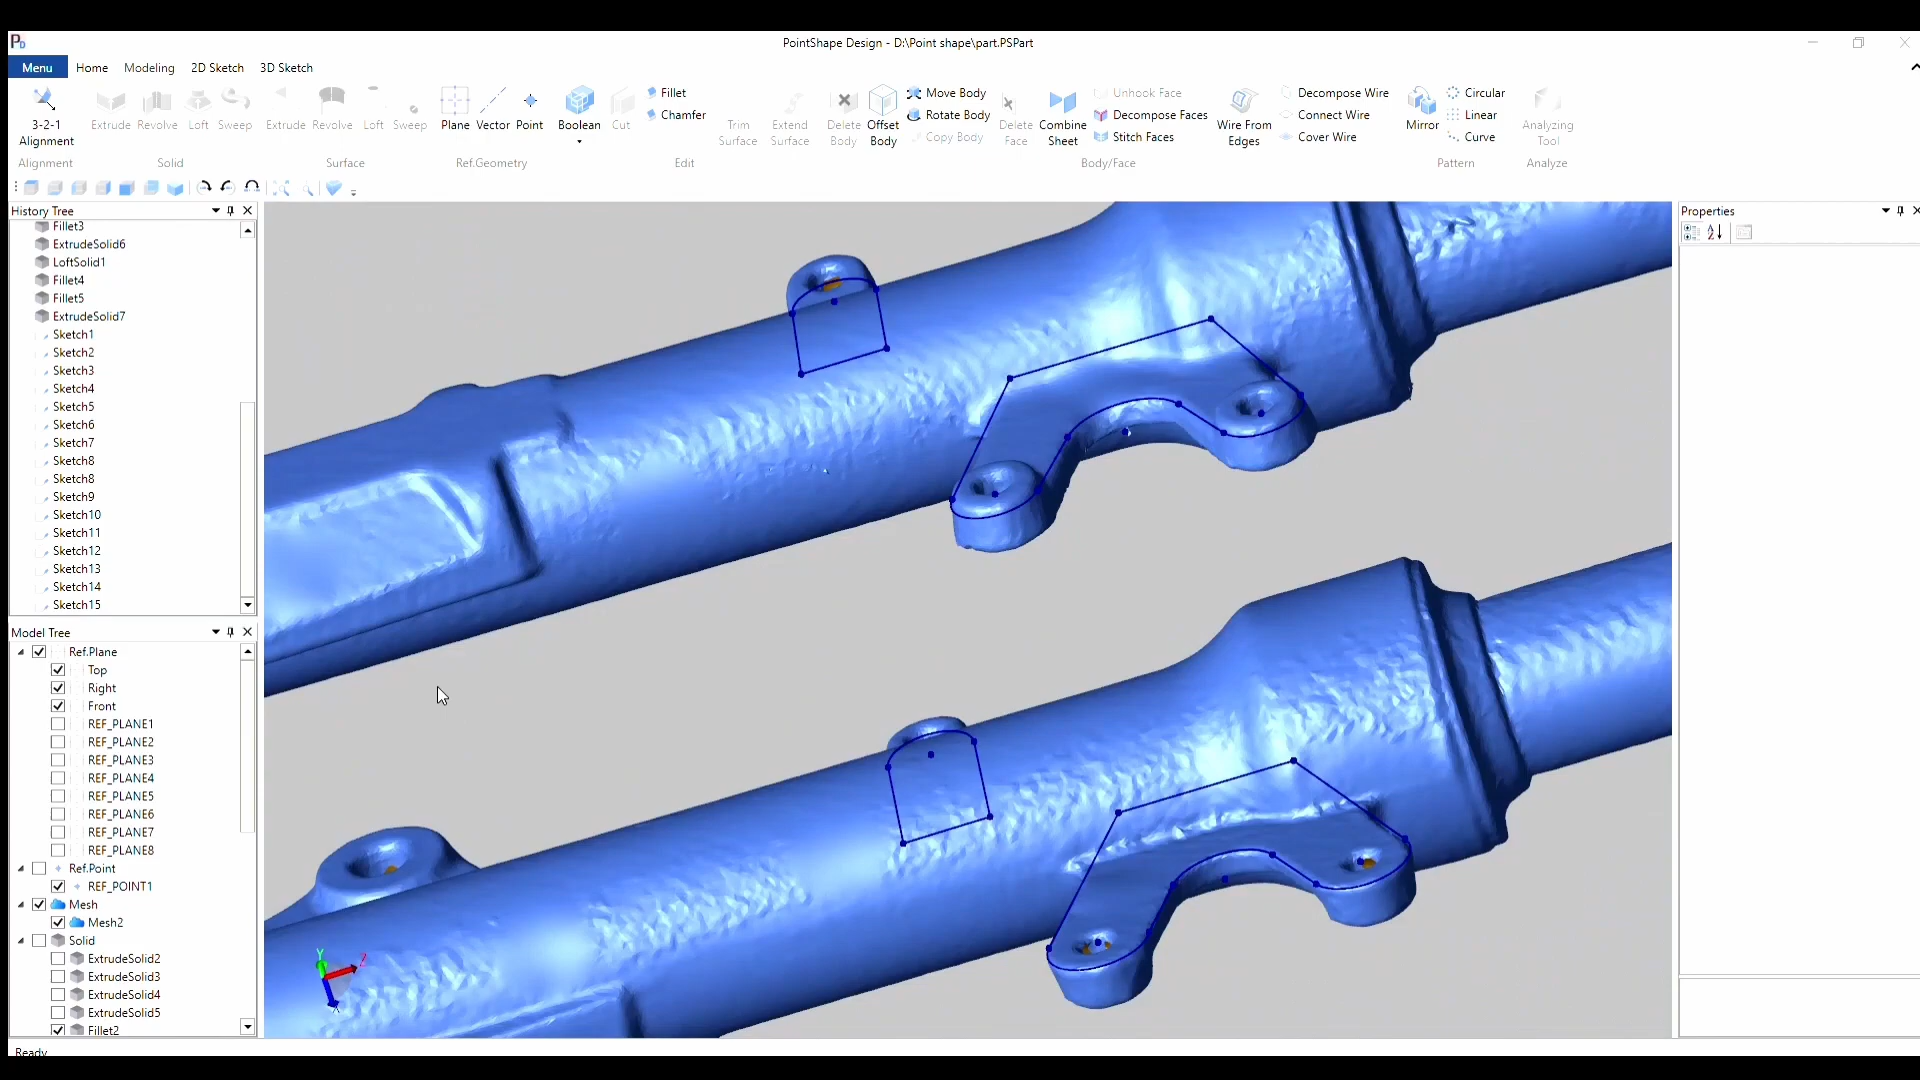 PD
PointShape Design - D:\Point shape\part.PSPart
Menu Home Modeling 2D Sketch 3D Sketch
Fillet Move Body Unhook Face Decompose Wire Circular
Chamfer Rotate Body Decompose Faces Connect Wire Linear
3-2-1 Alignment Extrude Revolve Loft Sweep Extrude Revolve Loft Sweep Plane Vector Point Boolean Cut Trim Surface Extend Surface Delete Body Offset Body Copy Body Delete Face Combine Sheet Stitch Faces Wire From Edges Cover Wire Mirror Curve Analyzing Tool
Alignment Solid Surface Ref.Geometry Edit Body/Face Pattern Analyze
History Tree
Fillet3
ExtrudeSolid6
LoftSolid1
Fillet4
Fillet5
ExtrudeSolid7
Sketch1
Sketch2
Sketch3
Sketch4
Sketch5
Sketch6
Sketch7
Sketch8
Sketch8
Sketch9
Sketch10
Sketch11
Sketch12
Sketch13
Sketch14
Sketch15
Model Tree
Ref.Plane
Top
Right
Front
REF_PLANE1
REF_PLANE2
REF_PLANE3
REF_PLANE4
REF_PLANE5
REF_PLANE6
REF_PLANE7
REF_PLANE8
Ref.Point
REF_POINT1
Mesh
Mesh2
Solid
ExtrudeSolid2
ExtrudeSolid3
ExtrudeSolid4
ExtrudeSolid5
Fillet2
Ready
Y
Z
X
Properties